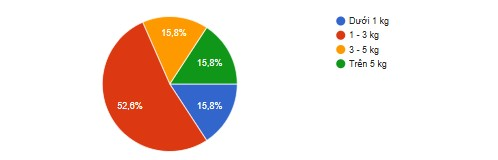 15,8%
15,8%
52,6%
15,8%
Dưới 1 kg
1 - 3 kg
3 - 5 kg
Trên 5 kg